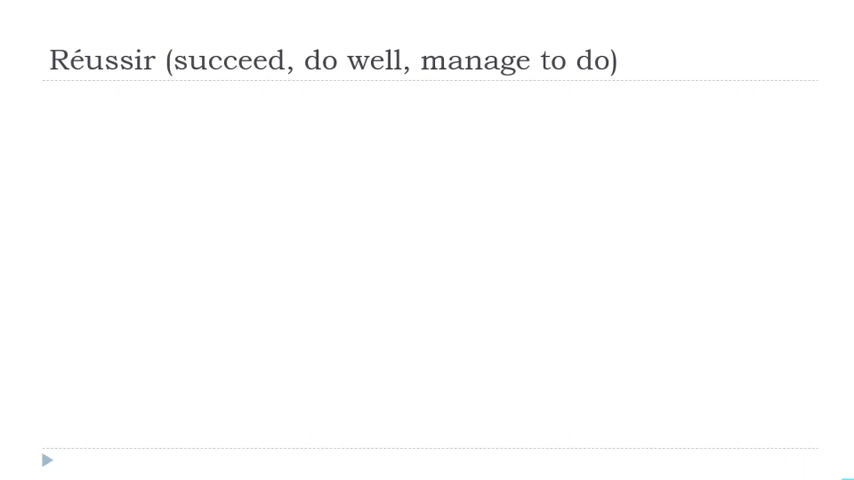 Réussir (succeed, do well, manage to do)